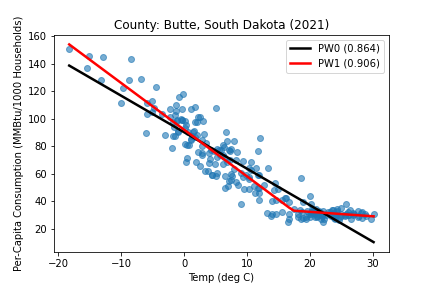 County: Butte, South Dakota (2021)
PW0 (0.864)
PW1 (0.906)
Per-Capita Consumption (MMBtu/1000 Households)
160
140
120
100
80
60
40
20
−20 −10 0 10 20 30
Temp (deg C)